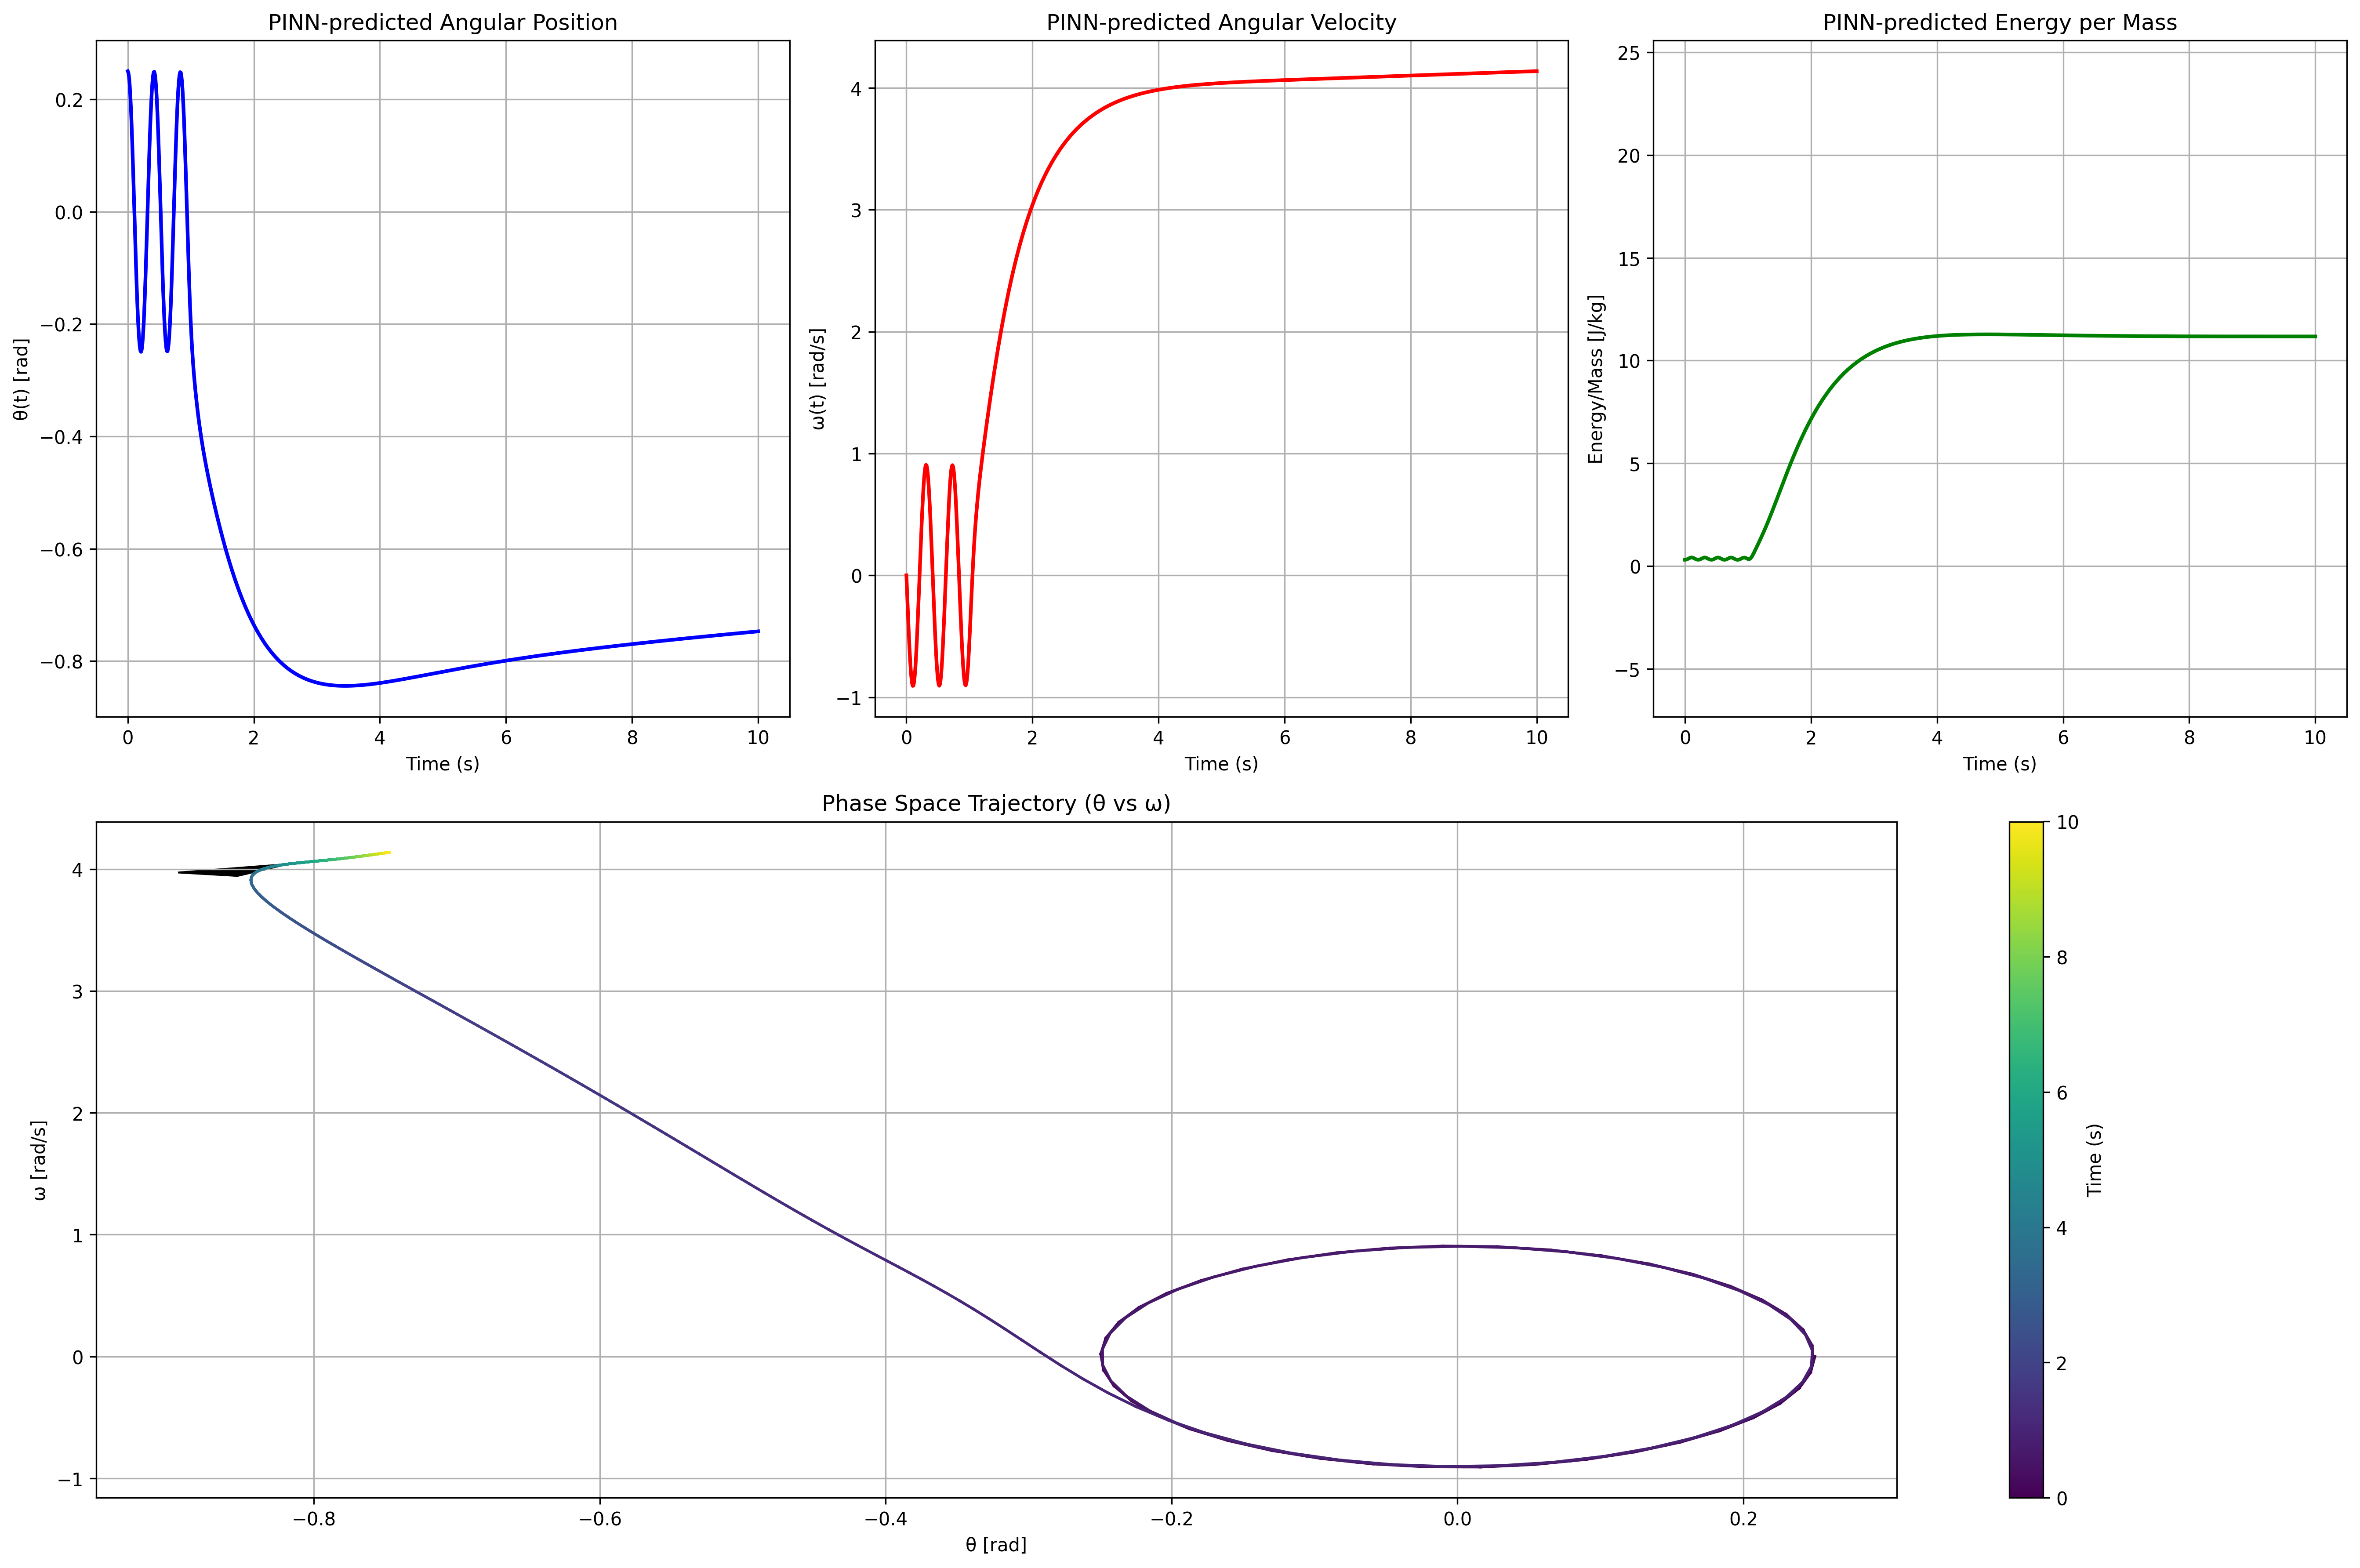 PINN-predicted Angular Position
θ(t) [rad]
0.2
0.0
−0.2
−0.4
−0.6
−0.8
0 2 4 6 8 10
Time (s)
PINN-predicted Angular Velocity
ω(t) [rad/s]
4
3
2
1
0
−1
0 2 4 6 8 10
Time (s)
PINN-predicted Energy per Mass
Energy/Mass [J/kg]
25
20
15
10
5
0
−5
0 2 4 6 8 10
Time (s)
Phase Space Trajectory (θ vs ω)
ω [rad/s]
4
3
2
1
0
−1
−0.8 −0.6 −0.4 −0.2 0.0 0.2
θ [rad]
10
8
6
4
2
0
Time (s)